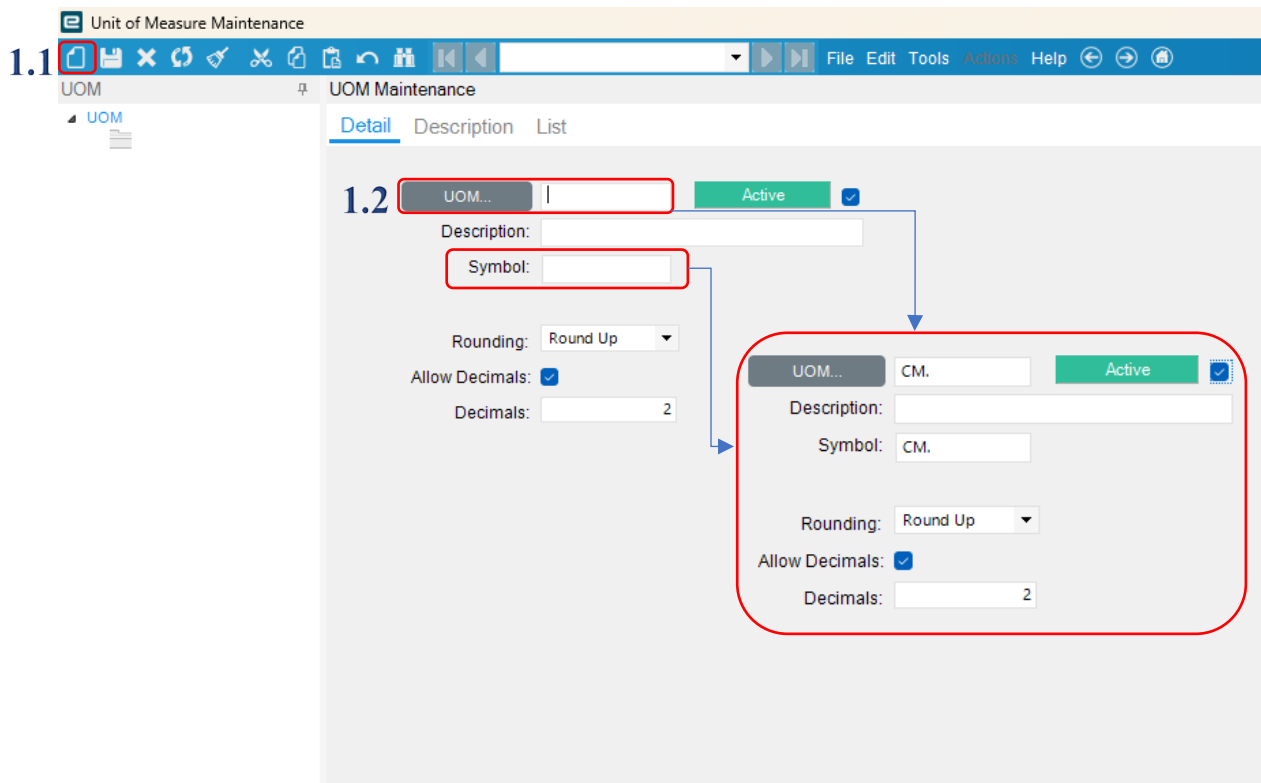 Unit of Measure Maintenance
1.1
File Edit Tools Actions Help
UOM
UOM Maintenance
UOM
Detail Description List
1.2
UOM... Active
Description:
Symbol:
Rounding: Round Up
Allow Decimals:
Decimals: 2
UOM... CM. Active
Description:
Symbol: CM.
Rounding: Round Up
Allow Decimals:
Decimals: 2